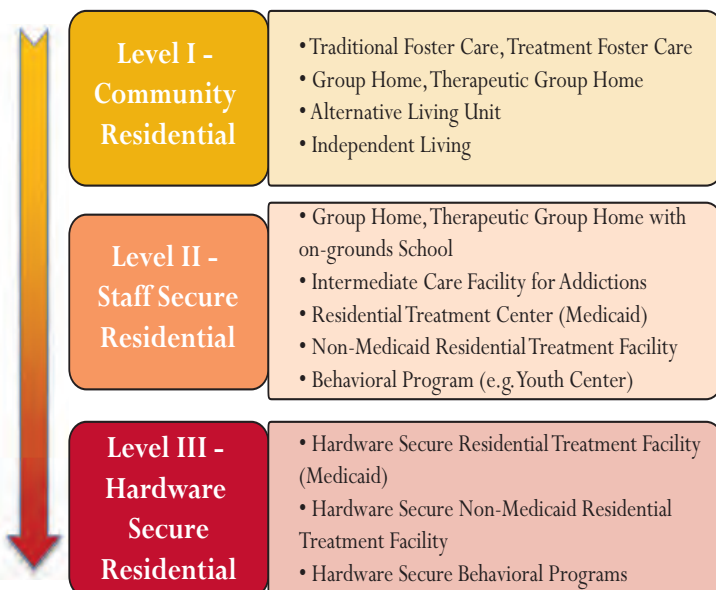 Level I -
Community
Residential
• Traditional Foster Care, Treatment Foster Care
• Group Home, Therapeutic Group Home
• Alternative Living Unit
• Independent Living
Level II -
Staff Secure
Residential
• Group Home, Therapeutic Group Home with
on-grounds School
• Intermediate Care Facility for Addictions
• Residential Treatment Center (Medicaid)
• Non-Medicaid Residential Treatment Facility
• Behavioral Program (e.g. Youth Center)
Level III -
Hardware
Secure
Residential
• Hardware Secure Residential Treatment Facility
(Medicaid)
• Hardware Secure Non-Medicaid Residential
Treatment Facility
• Hardware Secure Behavioral Programs